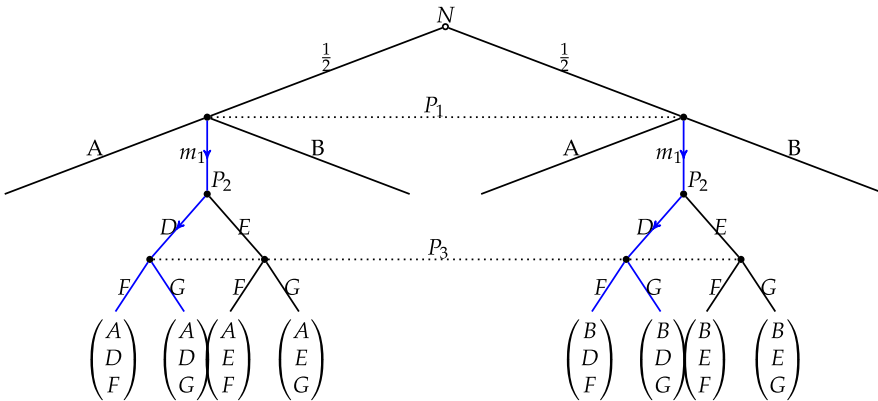 N
1/2 1/2
P1
A m1 B A m1 B
P2 P2
D E D E
P3
F G F G F G F G
A A A A B B B B
D D E E D D E E
F G F G F G F G